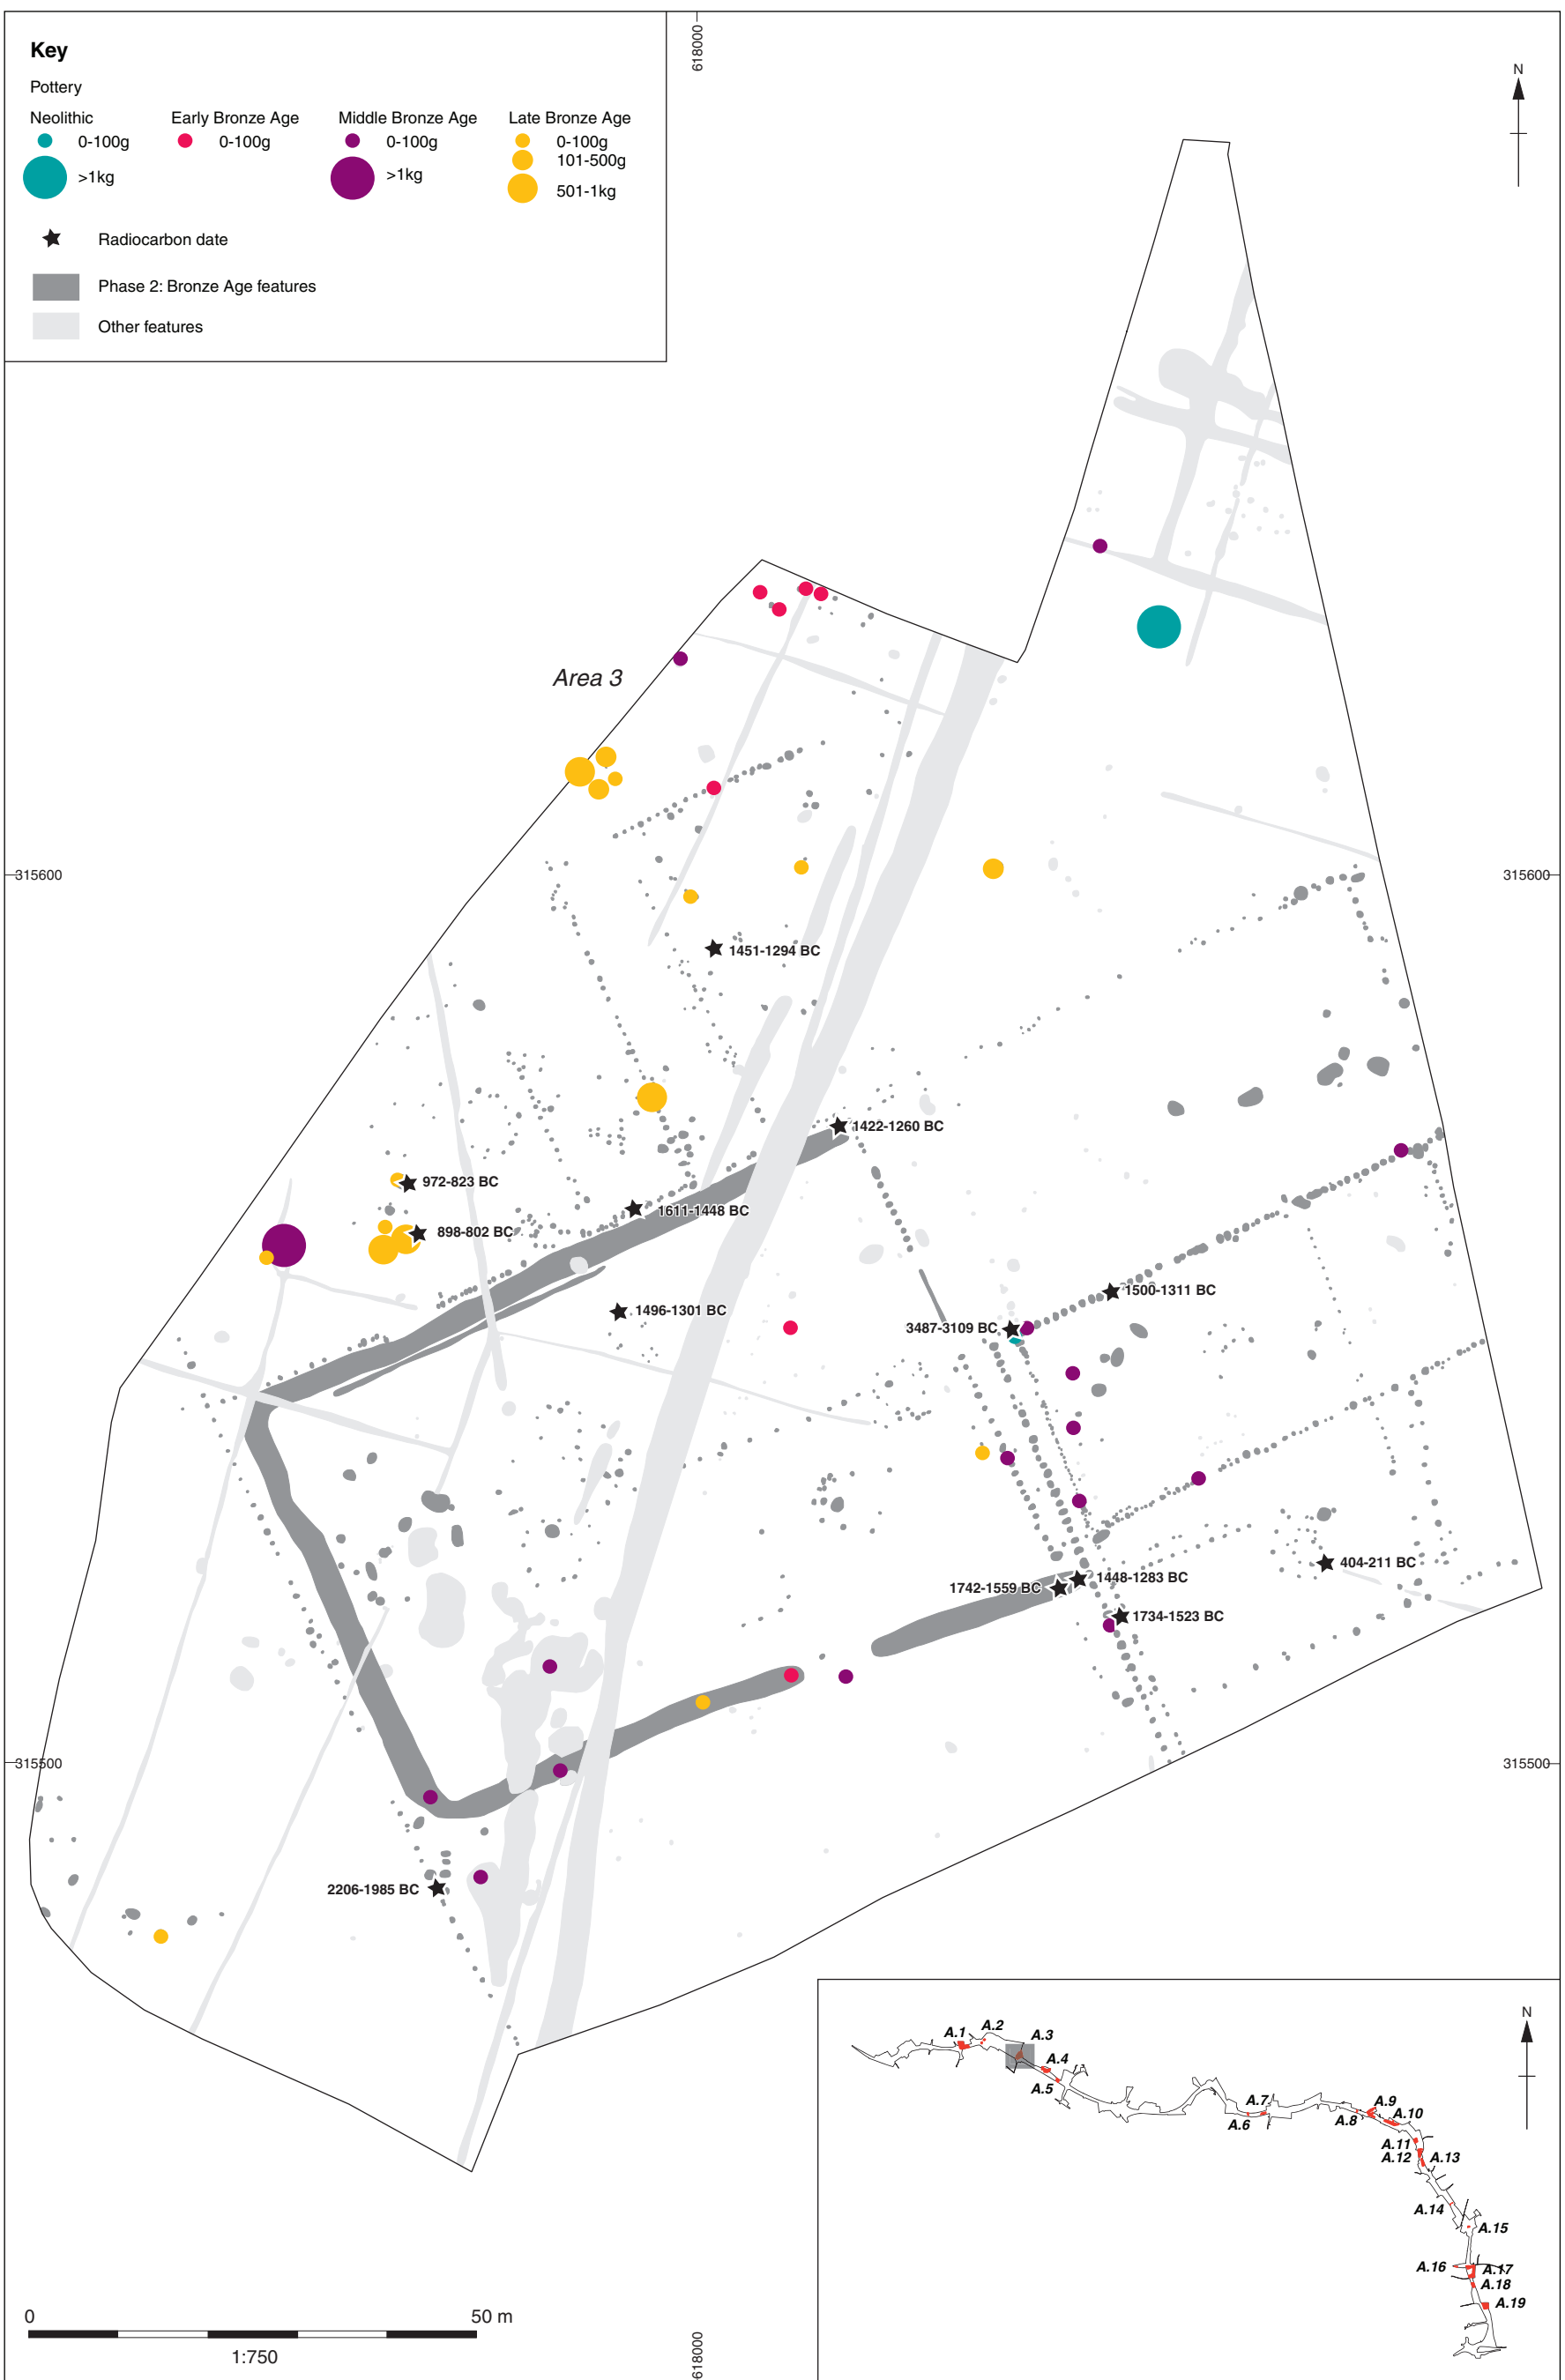 Key
Pottery
Neolithic Early Bronze Age Middle Bronze Age Late Bronze Age
0-100g 0-100g 0-100g 0-100g
101-500g
>1kg >1kg
501-1kg
Radiocarbon date
Phase 2: Bronze Age features
Other features
618000
N
Area 3
315600 315600
1451-1294 BC
1422-1260 BC
972-823 BC
1611-1448 BC
898-802 BC
1500-1311 BC
1496-1301 BC
3487-3109 BC
404-211 BC
1448-1283 BC
1742-1559 BC
1734-1523 BC
315500 315500
2206-1985 BC
N
A.1
A.2
A.3
A.4
A.5
A.6
A.7
A.8
A.9
A.10
A.11
A.12
A.13
A.14
A.15
A.16
A.17
A.18
A.19
0 50 m
1:750
618000